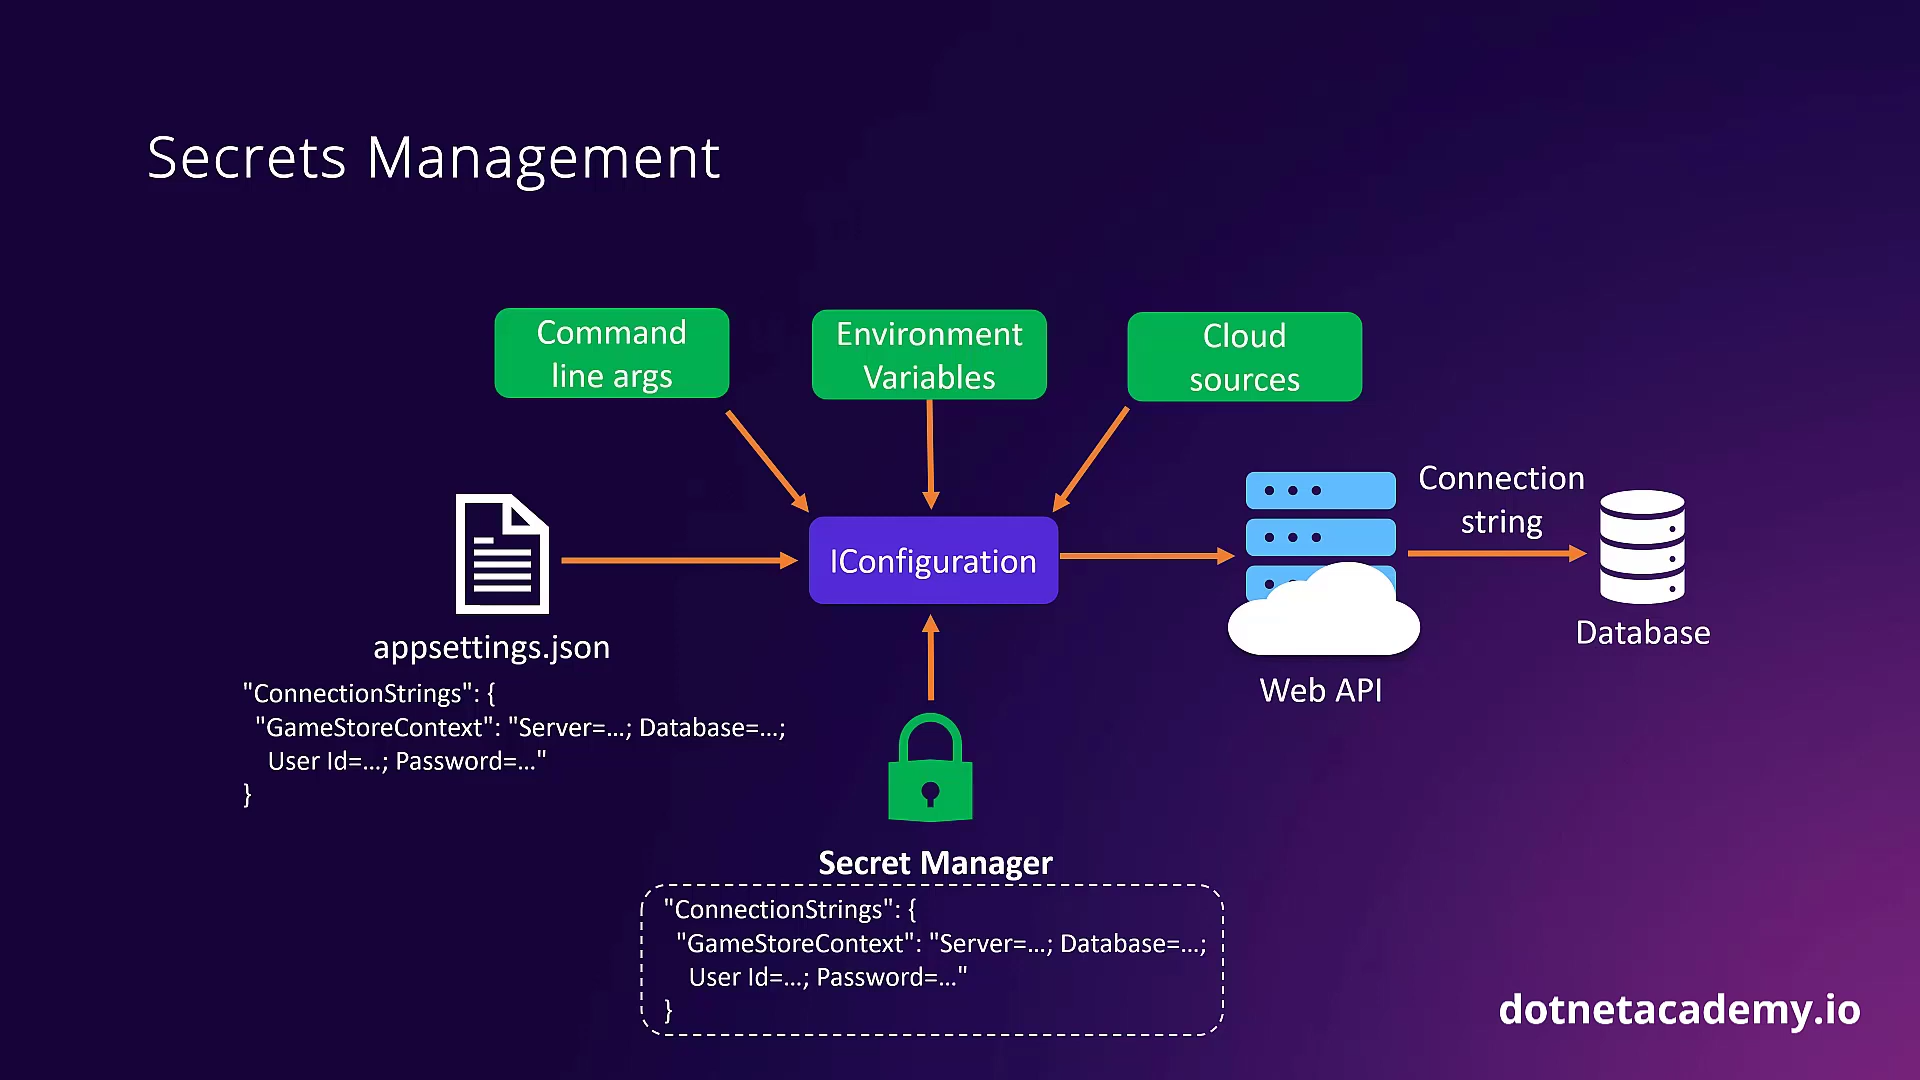 Secrets Management
Command
line args
Environment
Variables
Cloud
sources
IConfiguration
Connection
string
Database
Web API
appsettings.json
"ConnectionStrings": {
"GameStoreContext": "Server=...; Database=...;
User Id=...; Password=..."
}
Secret Manager
"ConnectionStrings": {
"GameStoreContext": "Server=...; Database=...;
User Id=...; Password=..."
}
dotnetacademy.io